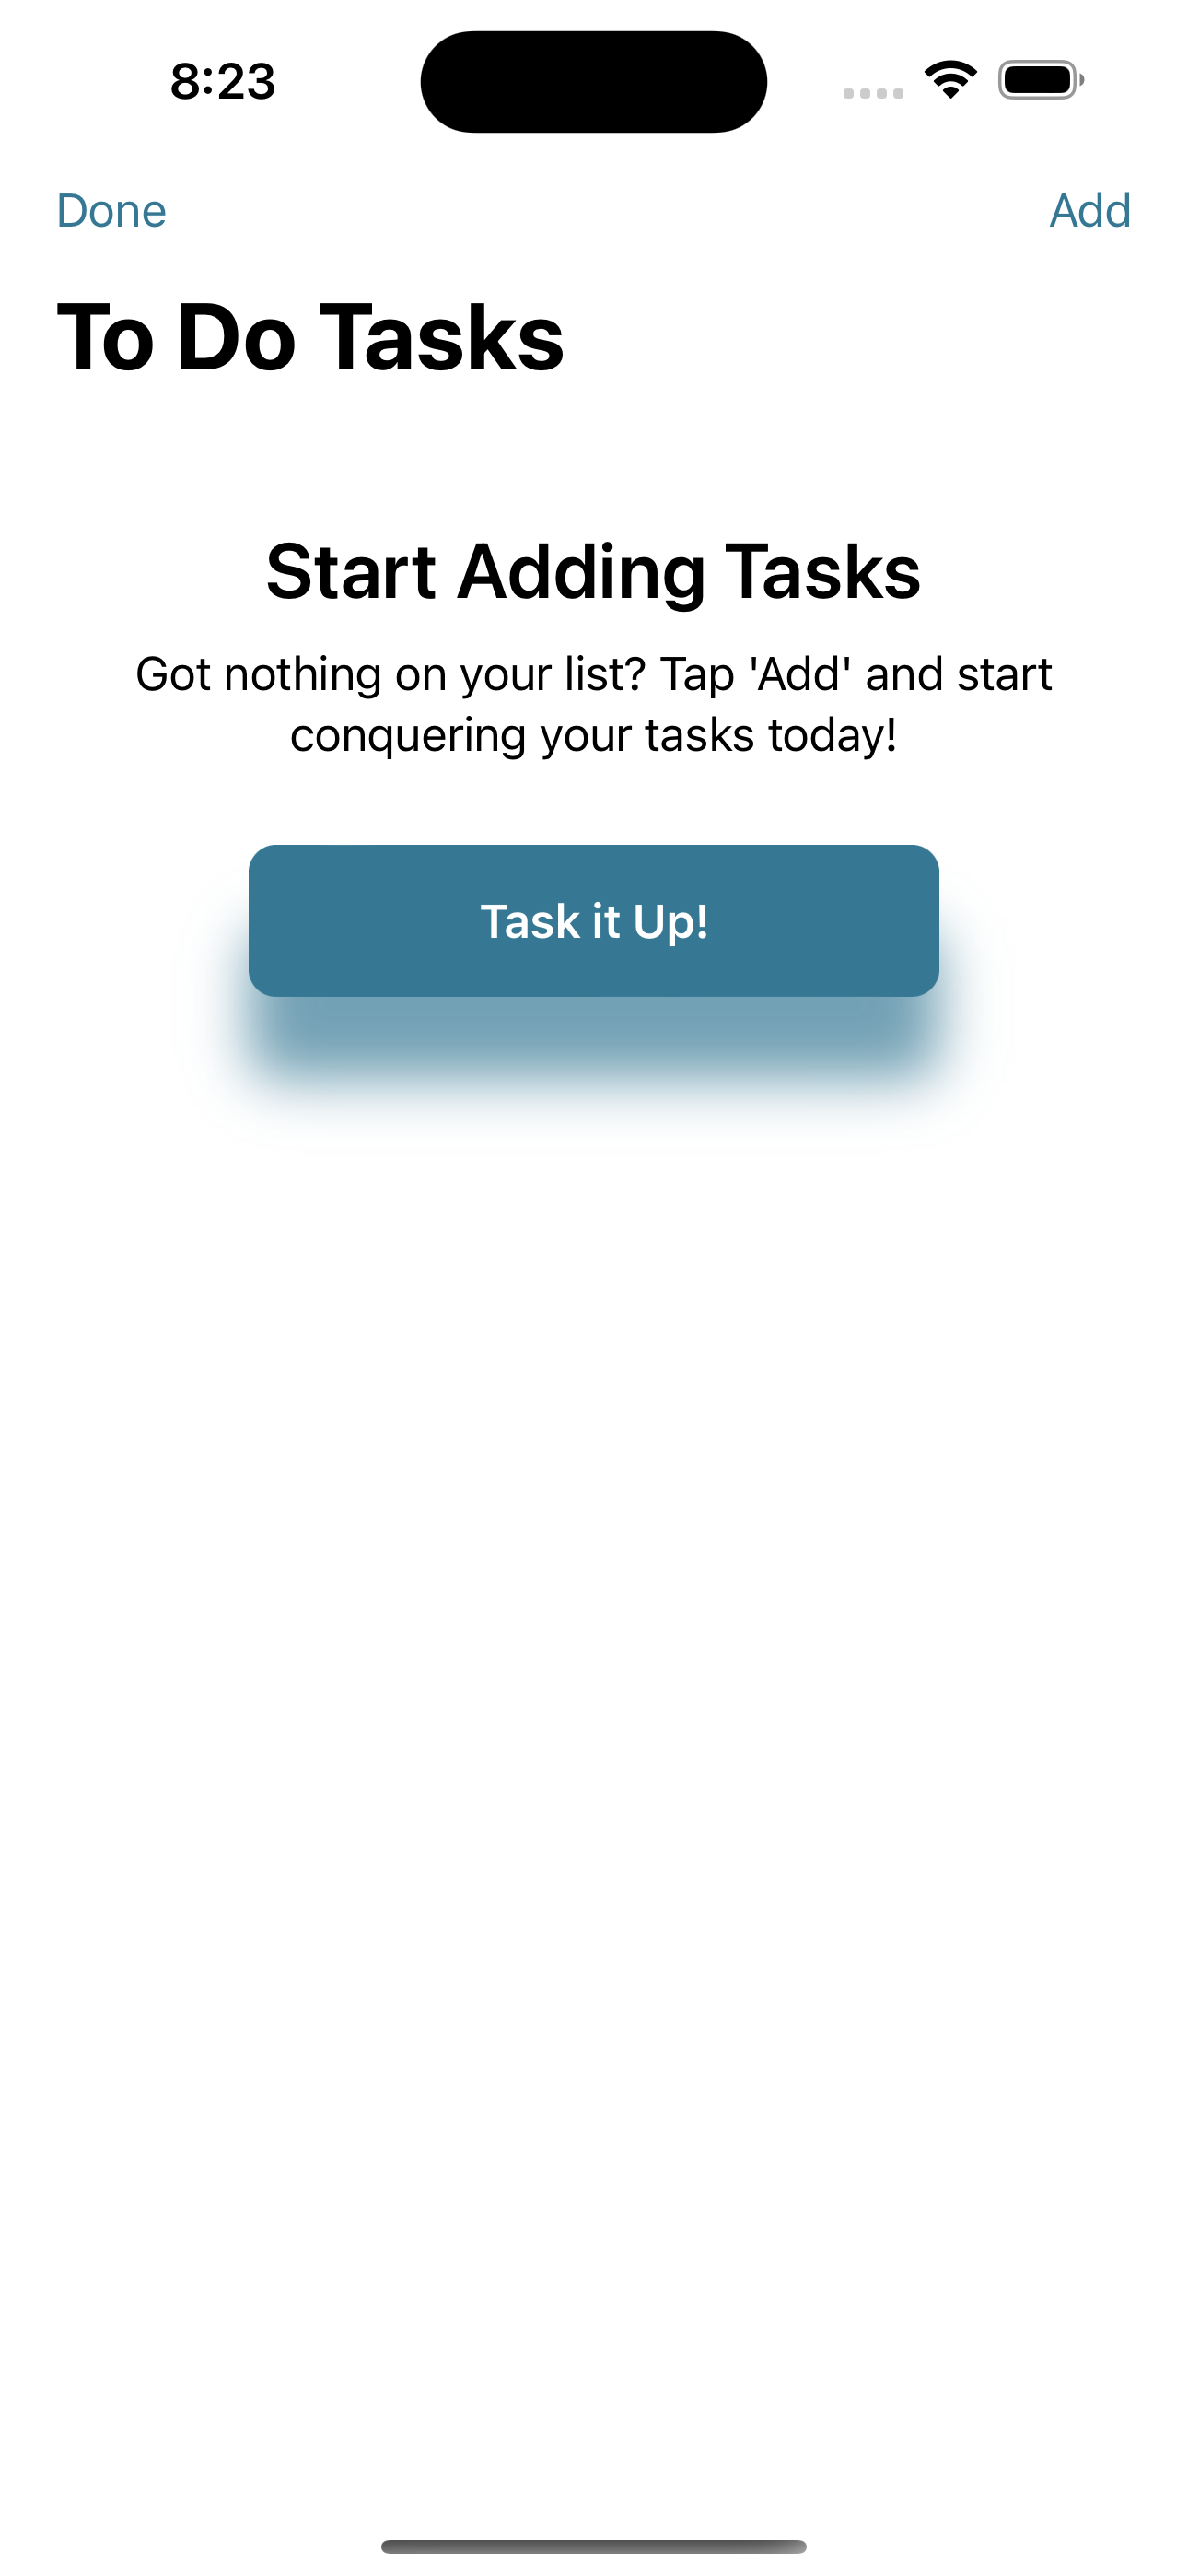 8:23
Done
Add
To Do Tasks
Start Adding Tasks
Got nothing on your list? Tap 'Add' and start
conquering your tasks today!
Task it Up!